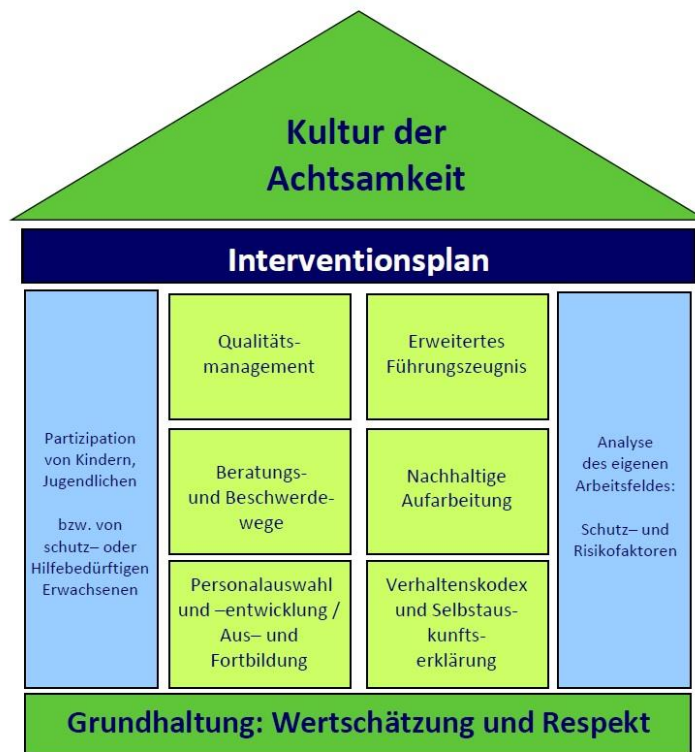 Kultur der
Achtsamkeit
Interventionsplan
Partizipation
von Kindern,
Jugendlichen
bzw. von
schutz– oder
Hilfebedürftigen
Erwachsenen
Qualitäts-
management
Erweitertes
Führungszeugnis
Beratungs-
und Beschwerde-
wege
Nachhaltige
Aufarbeitung
Personalauswahl
und –entwicklung /
Aus– und
Fortbildung
Verhaltenskodex
und Selbstaus-
kunfts-
erklärung
Analyse
des eigenen
Arbeitsfeldes:
Schutz– und
Risikofaktoren
Grundhaltung: Wertschätzung und Respekt